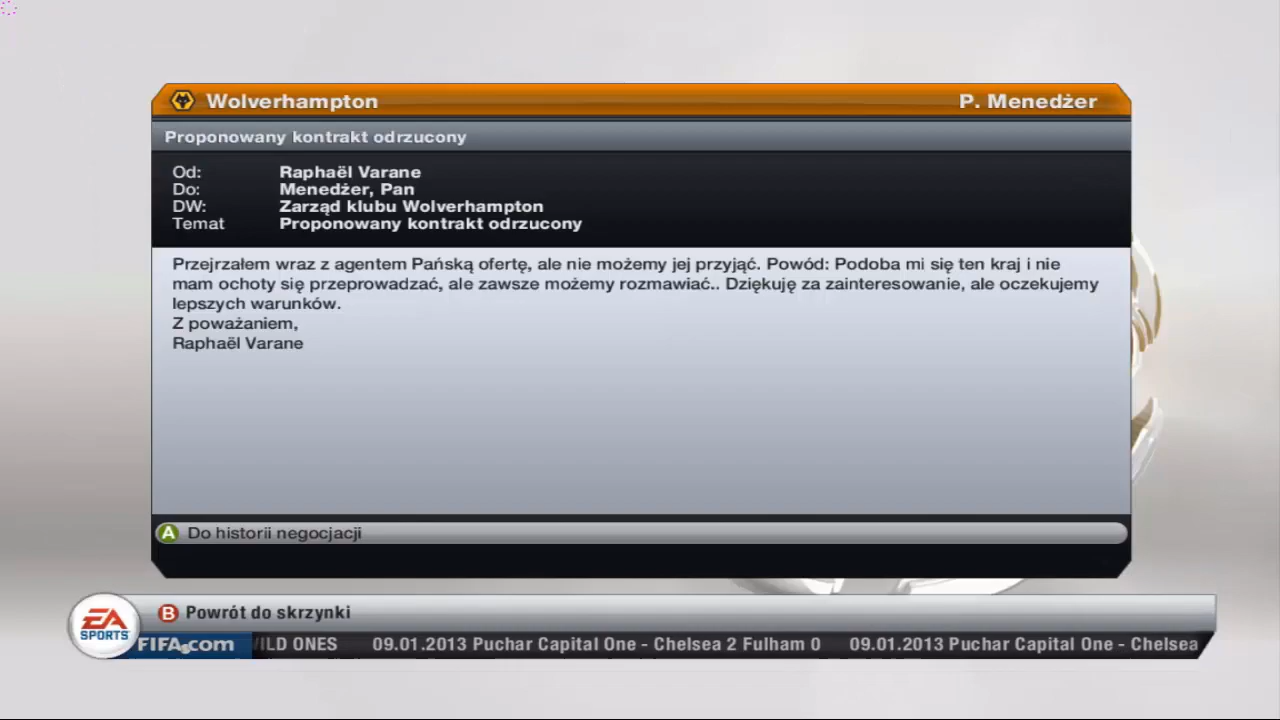 Wolverhampton P. Menedżer
Proponowany kontrakt odrzucony
Od: Raphaël Varane
Do: Menedżer, Pan
DW: Zarząd klubu Wolverhampton
Temat Proponowany kontrakt odrzucony
Przejrzałem wraz z agentem Pańską ofertę, ale nie możemy jej przyjąć. Powód: Podoba mi się ten kraj i nie
mam ochoty się przeprowadzać, ale zawsze możemy rozmawiać.. Dziękuję za zainteresowanie, ale oczekujemy
lepszych warunków.
Z poważaniem,
Raphaël Varane
A Do historii negocjacji
B Powrót do skrzynki
EA SPORTS
FIFA.com ILD ONES 09.01.2013 Puchar Capital One - Chelsea 2 Fulham 0 09.01.2013 Puchar Capital One - Chelsea